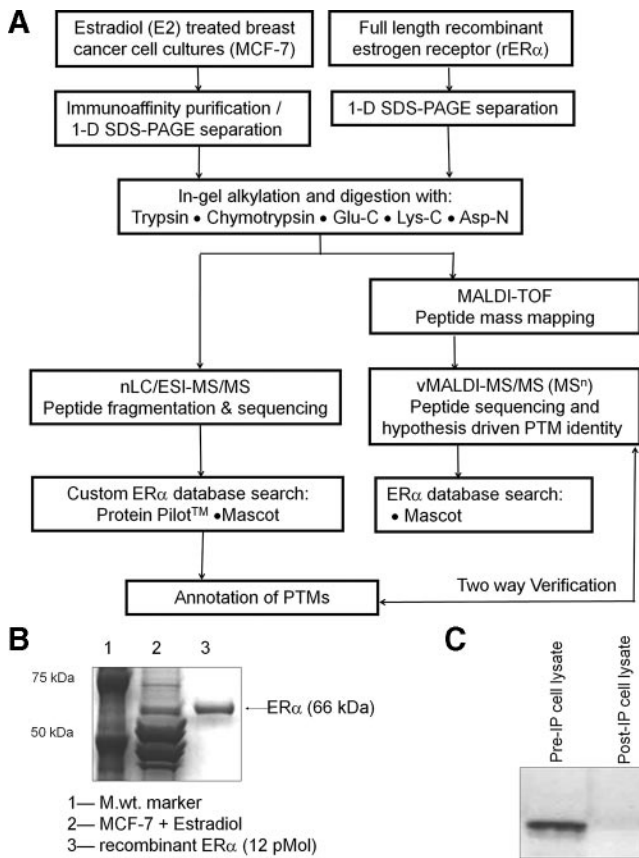 A
Estradiol (E2) treated breast
cancer cell cultures (MCF-7)
Full length recombinant
estrogen receptor (rERα)
Immunoaffinity purification /
1-D SDS-PAGE separation
1-D SDS-PAGE separation
In-gel alkylation and digestion with:
Trypsin ● Chymotrypsin ● Glu-C ● Lys-C ● Asp-N
MALDI-TOF
Peptide mass mapping
nLC/ESI-MS/MS
Peptide fragmentation & sequencing
vMALDI-MS/MS (MSⁿ)
Peptide sequencing and
hypothesis driven PTM identity
Custom ERα database search:
Protein Pilot™ ●Mascot
ERα database search:
● Mascot
Two way Verification
Annotation of PTMs
B
1 2 3
75 kDa
ERα (66 kDa)
50 kDa
1— M.wt. marker
2— MCF-7 + Estradiol
3— recombinant ERα (12 pMol)
C
Pre-IP cell lysate
Post-IP cell lysate